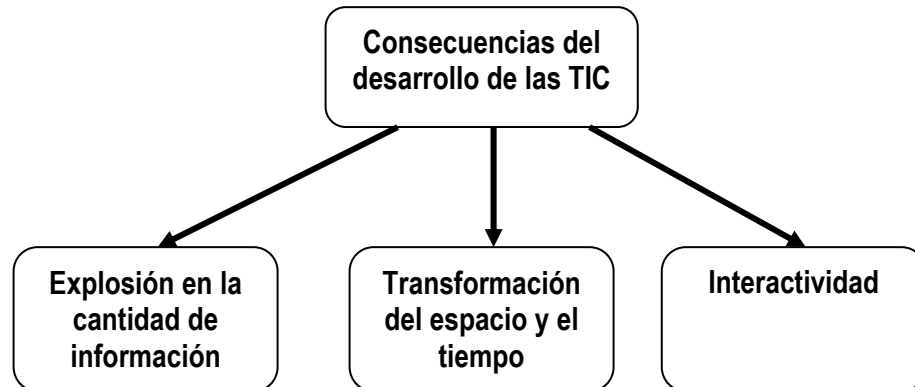 Consecuencias del
desarrollo de las TIC
Explosión en la
cantidad de
información
Transformación
del espacio y el
tiempo
Interactividad